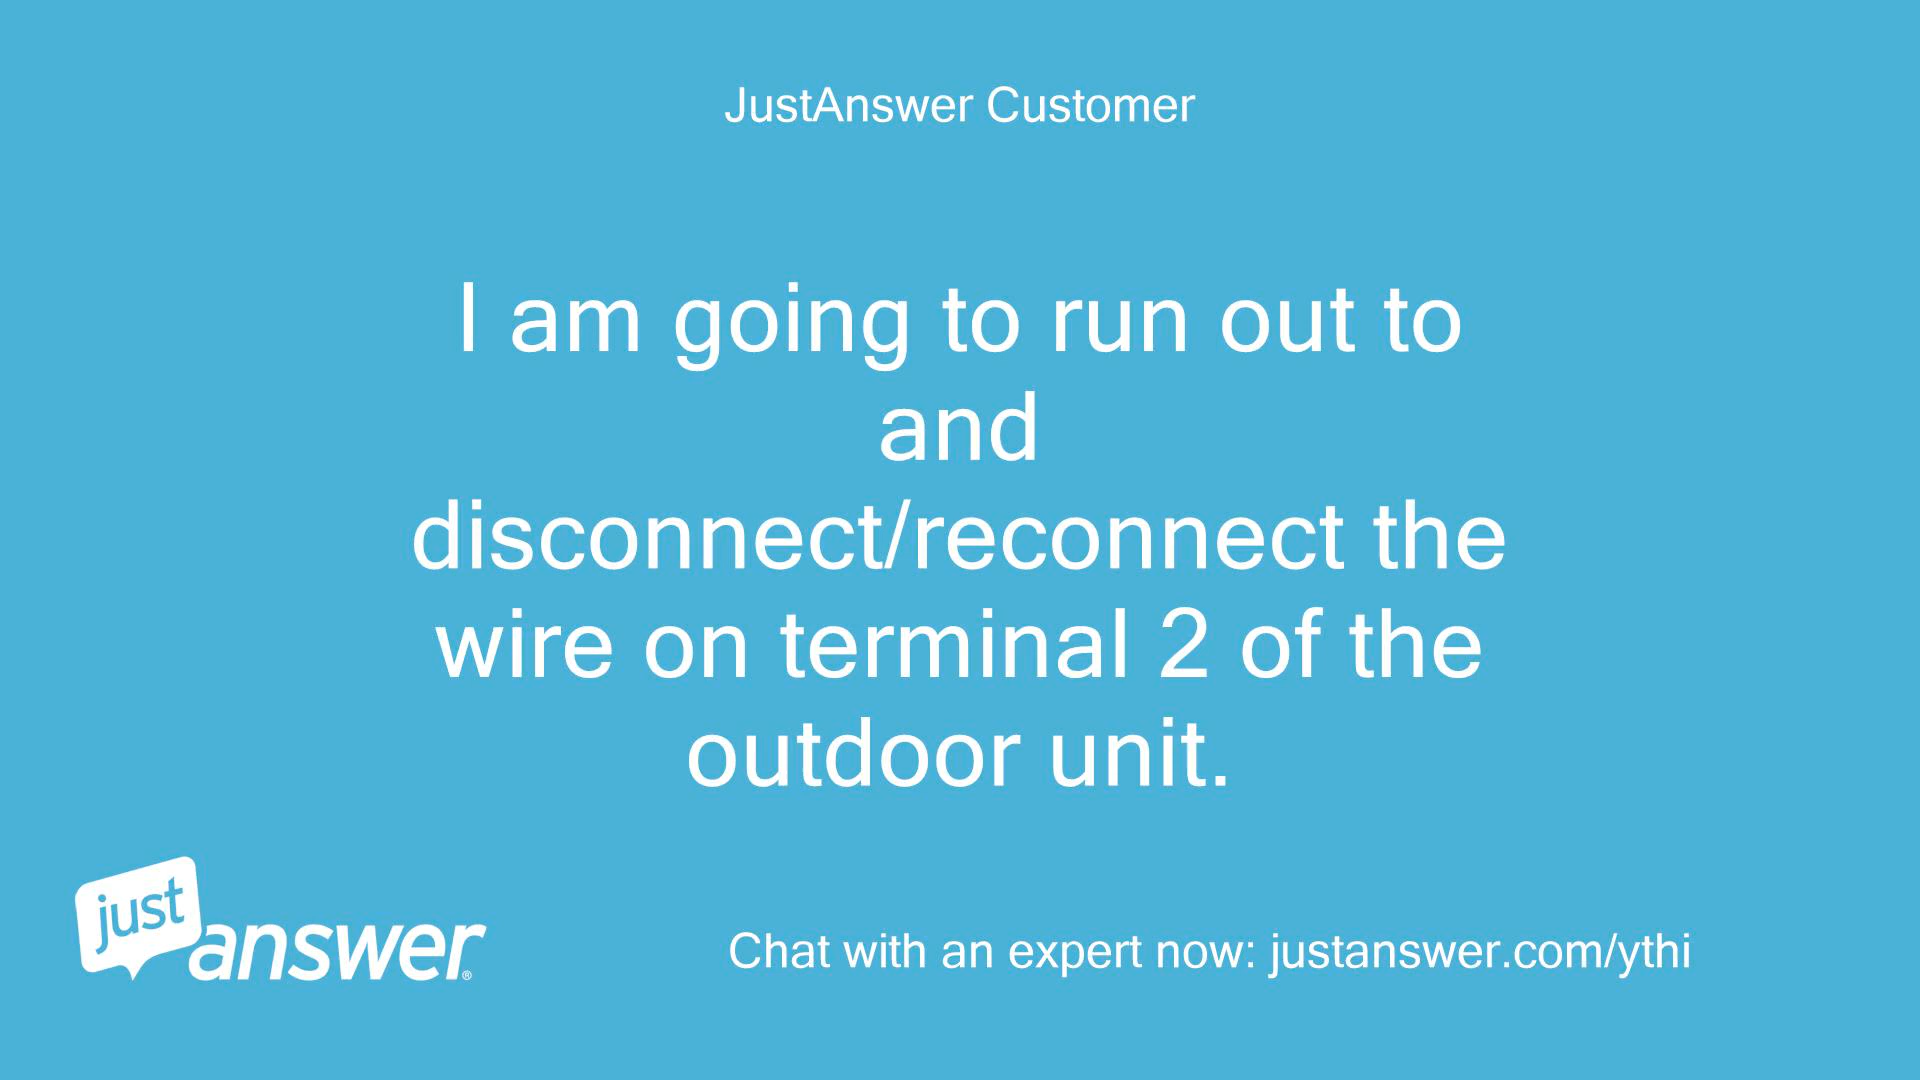 JustAnswer Customer
I am going to run out to
and
disconnect/reconnect the
wire on terminal 2 of the
outdoor unit.
just
answer®
Chat with an expert now: justanswer.com/ythi